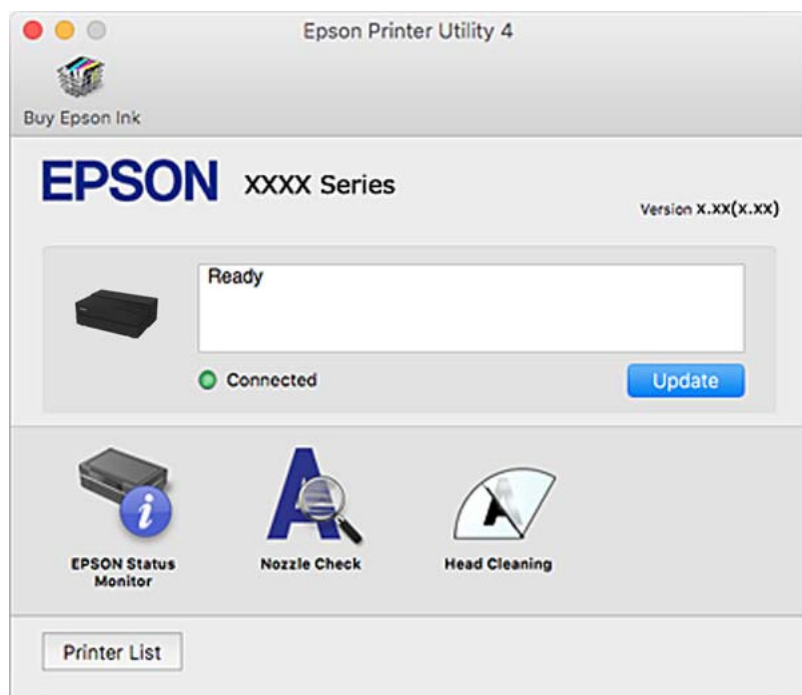 Epson Printer Utility 4
Buy Epson Ink
EPSON XXXX Series
Version X.XX(X.XX)
Ready
Connected
Update
EPSON Status
Monitor
Nozzle Check
Head Cleaning
Printer List